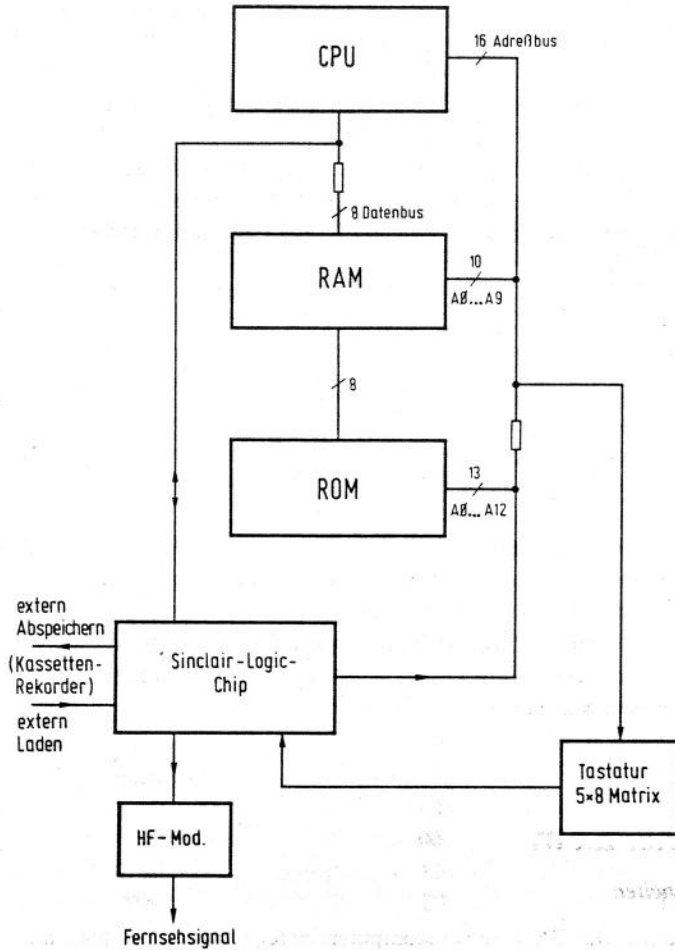 CPU
16 Adreßbus
8 Datenbus
RAM
10
AØ...A9
8
ROM
13
AØ...A12
extern
Abspeichern
(Kassetten-
Rekorder)
extern
Laden
Sinclair-Logic-
Chip
Tastatur
5×8 Matrix
HF-Mod.
Fernsehsignal